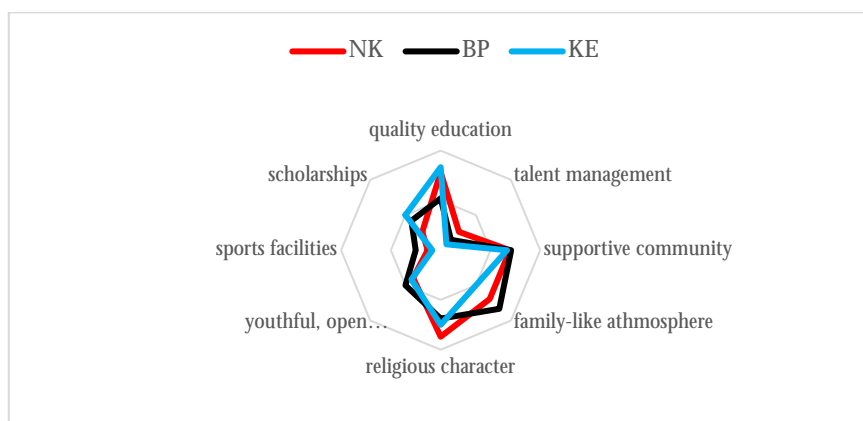 NK BP KE
quality education
scholarships talent management
sports facilities supportive community
youthful, open… family-like athmosphere
religious character